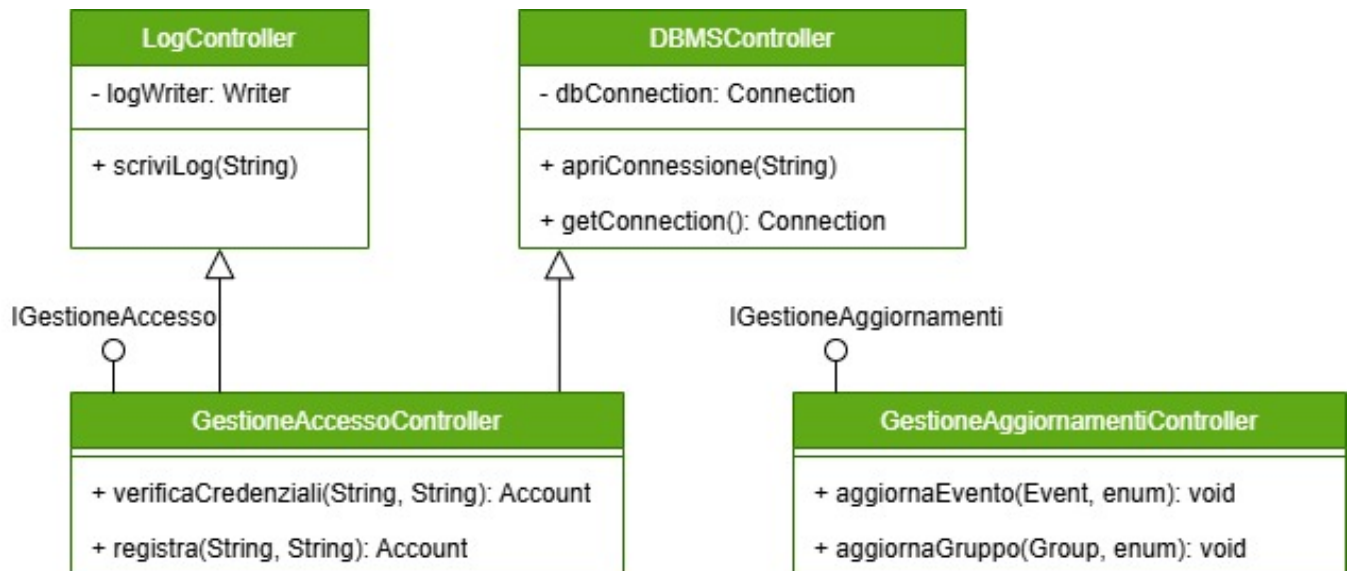 LogController
- logWriter: Writer
+ scriviLog(String)
DBMSController
- dbConnection: Connection
+ apriConnessione(String)
+ getConnection(): Connection
IGestioneAccesso
IGestioneAggiornamenti
GestioneAccessoController
+ verificaCredenziali(String, String): Account
+ registra(String, String): Account
GestioneAggiornamentiController
+ aggiornaEvento(Event, enum): void
+ aggiornaGruppo(Group, enum): void